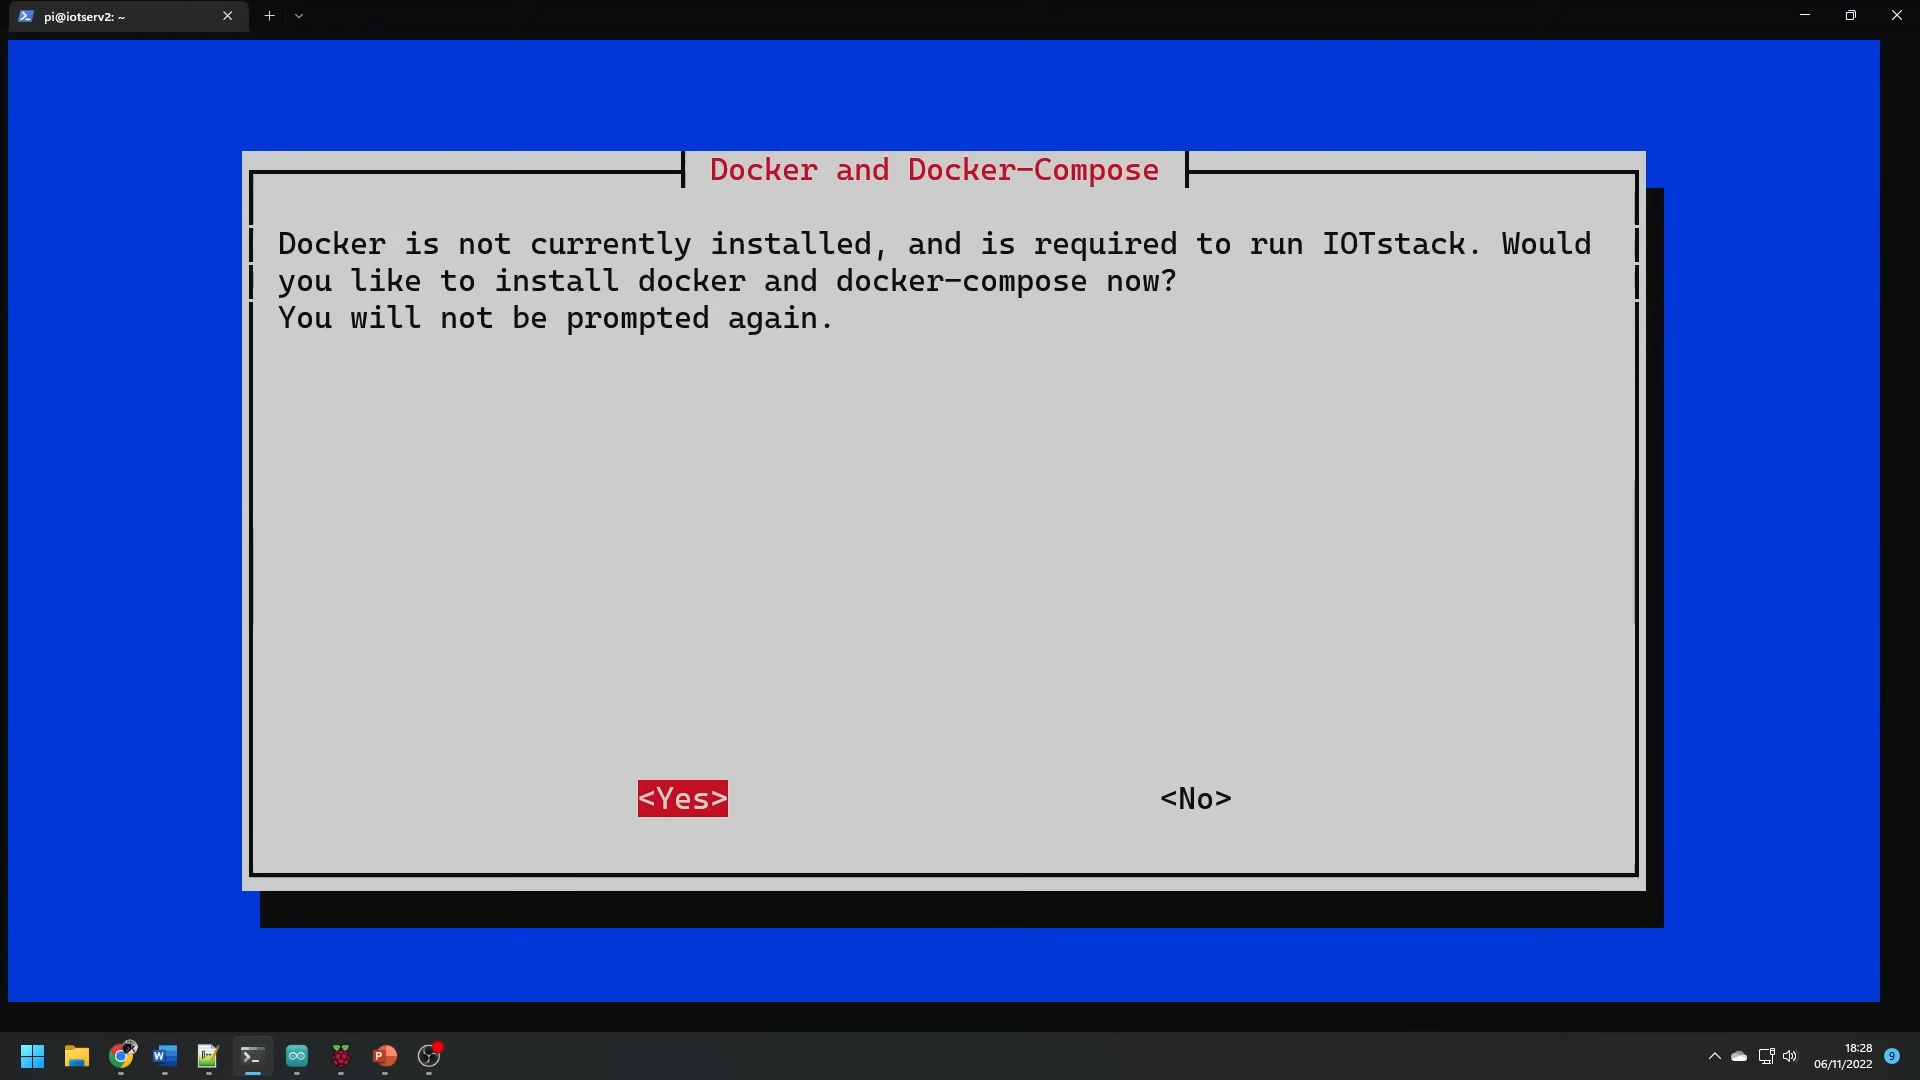 pi@iotserv2: ~
Docker and Docker-Compose
Docker is not currently installed, and is required to run IOTstack. Would
you like to install docker and docker-compose now?
You will not be prompted again.
<Yes> <No>
18:28
06/11/2022
9